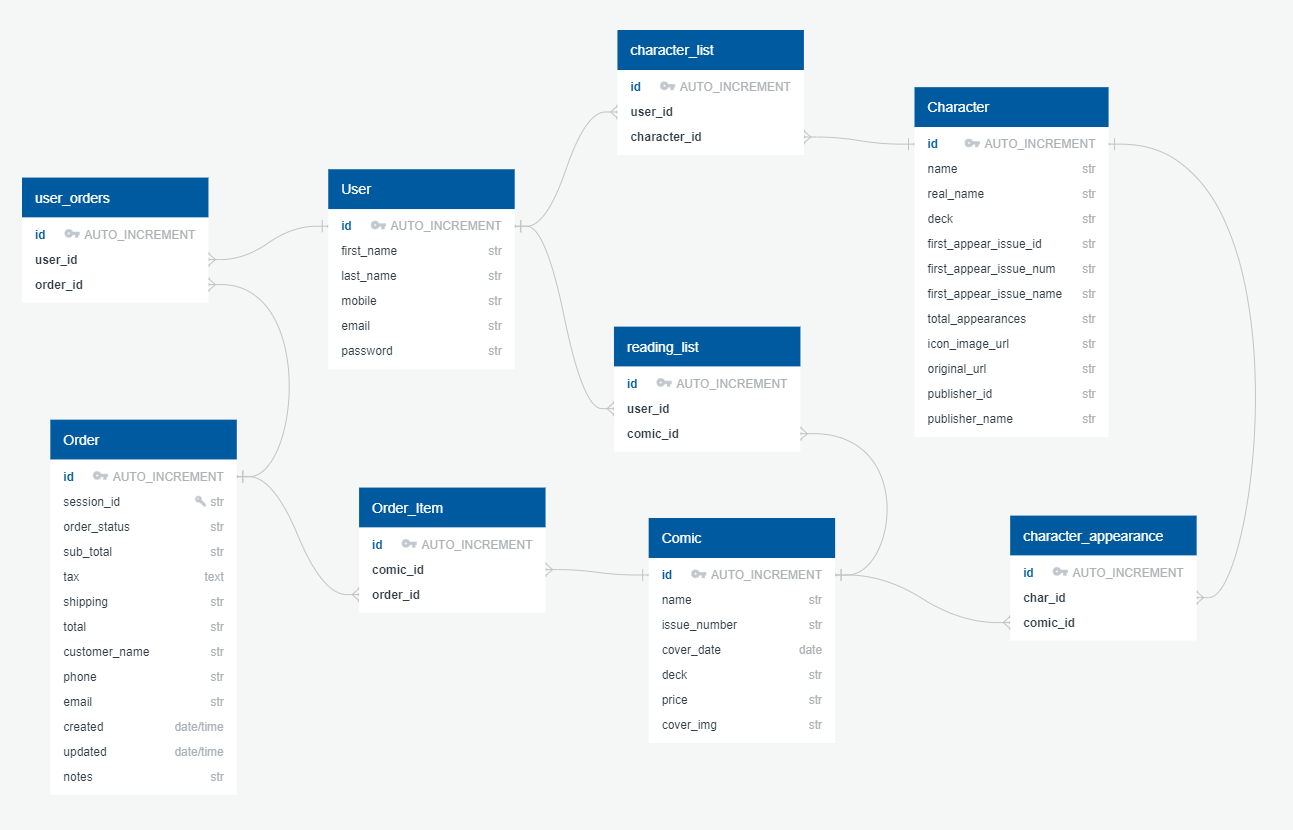 character_list
id AUTO_INCREMENT
user_id
character_id
Character
id AUTO_INCREMENT
name str
real_name str
deck str
first_appear_issue_id str
first_appear_issue_num str
first_appear_issue_name str
total_appearances str
icon_image_url str
original_url str
publisher_id str
publisher_name str
user_orders
id AUTO_INCREMENT
user_id
order_id
User
id AUTO_INCREMENT
first_name str
last_name str
mobile str
email str
password str
reading_list
id AUTO_INCREMENT
user_id
comic_id
Order
id AUTO_INCREMENT
session_id str
order_status str
sub_total str
tax text
shipping str
total str
customer_name str
phone str
email str
created date/time
updated date/time
notes str
Order_Item
id AUTO_INCREMENT
comic_id
order_id
Comic
id AUTO_INCREMENT
name str
issue_number str
cover_date date
deck str
price str
cover_img str
character_appearance
id AUTO_INCREMENT
char_id
comic_id